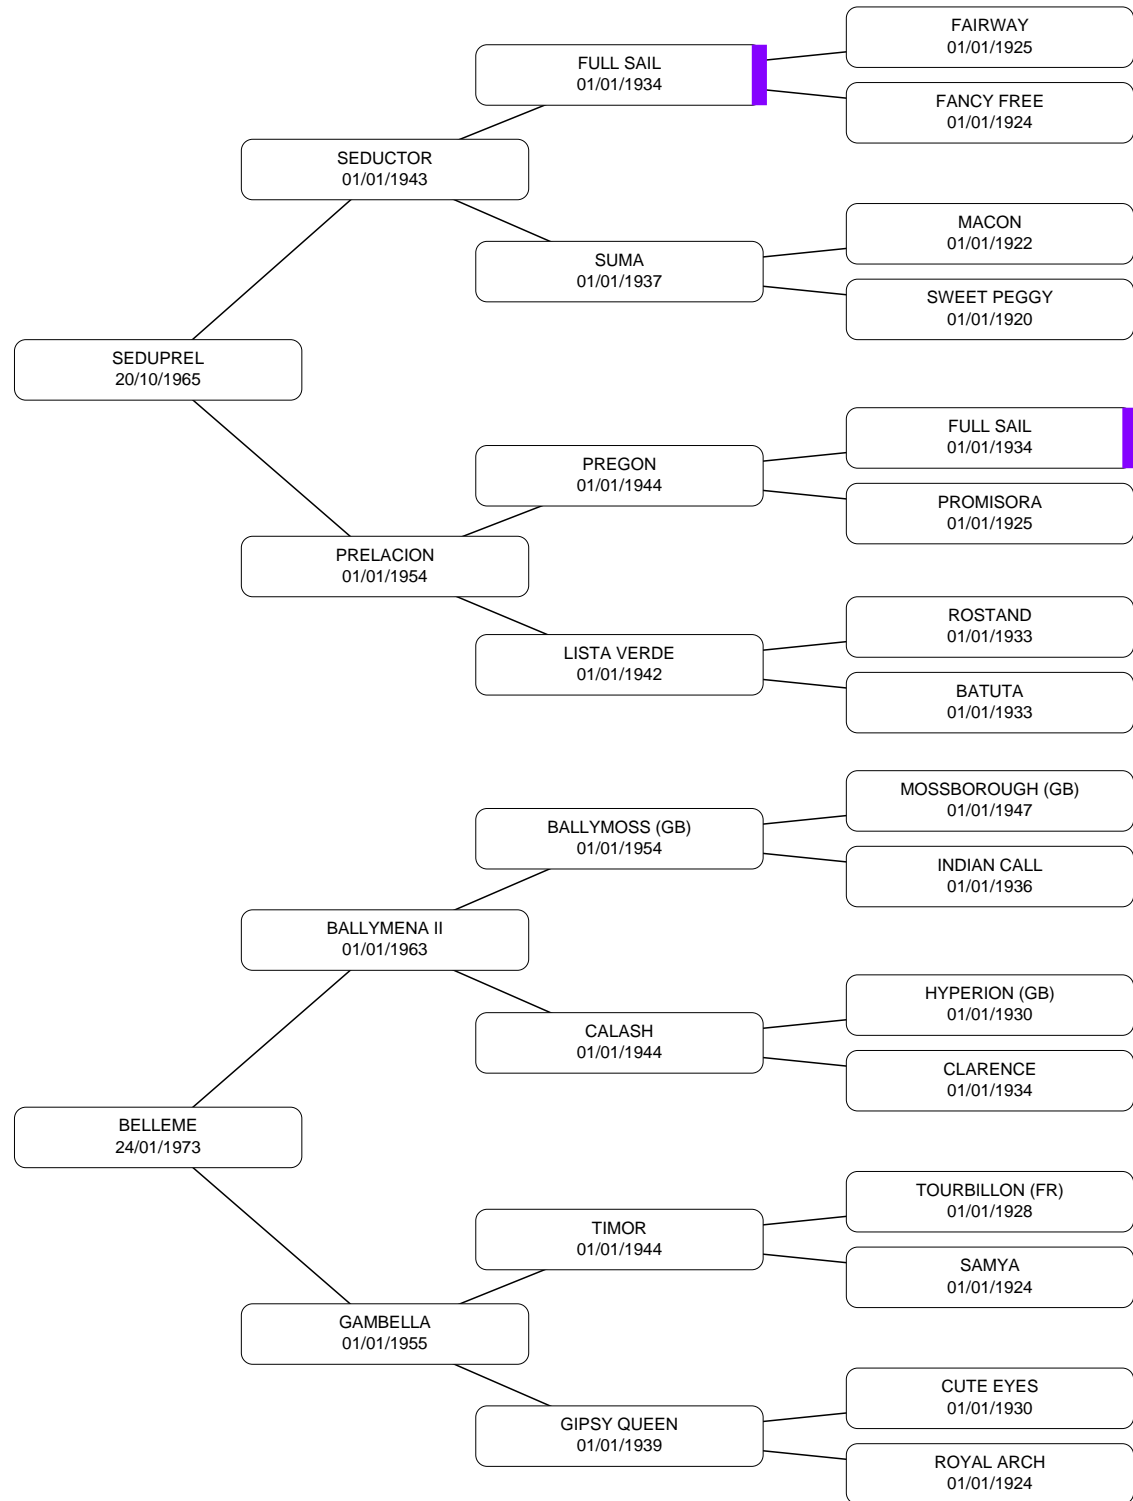 FAIRWAY
01/01/1925
FULL SAIL
01/01/1934
FANCY FREE
01/01/1924
SEDUCTOR
01/01/1943
MACON
01/01/1922
SUMA
01/01/1937
SWEET PEGGY
01/01/1920
SEDUPREL
20/10/1965
FULL SAIL
01/01/1934
PREGON
01/01/1944
PROMISORA
01/01/1925
PRELACION
01/01/1954
ROSTAND
01/01/1933
LISTA VERDE
01/01/1942
BATUTA
01/01/1933
MOSSBOROUGH (GB)
01/01/1947
BALLYMOSS (GB)
01/01/1954
INDIAN CALL
01/01/1936
BALLYMENA II
01/01/1963
HYPERION (GB)
01/01/1930
CALASH
01/01/1944
CLARENCE
01/01/1934
BELLEME
24/01/1973
TOURBILLON (FR)
01/01/1928
TIMOR
01/01/1944
SAMYA
01/01/1924
GAMBELLA
01/01/1955
CUTE EYES
01/01/1930
GIPSY QUEEN
01/01/1939
ROYAL ARCH
01/01/1924